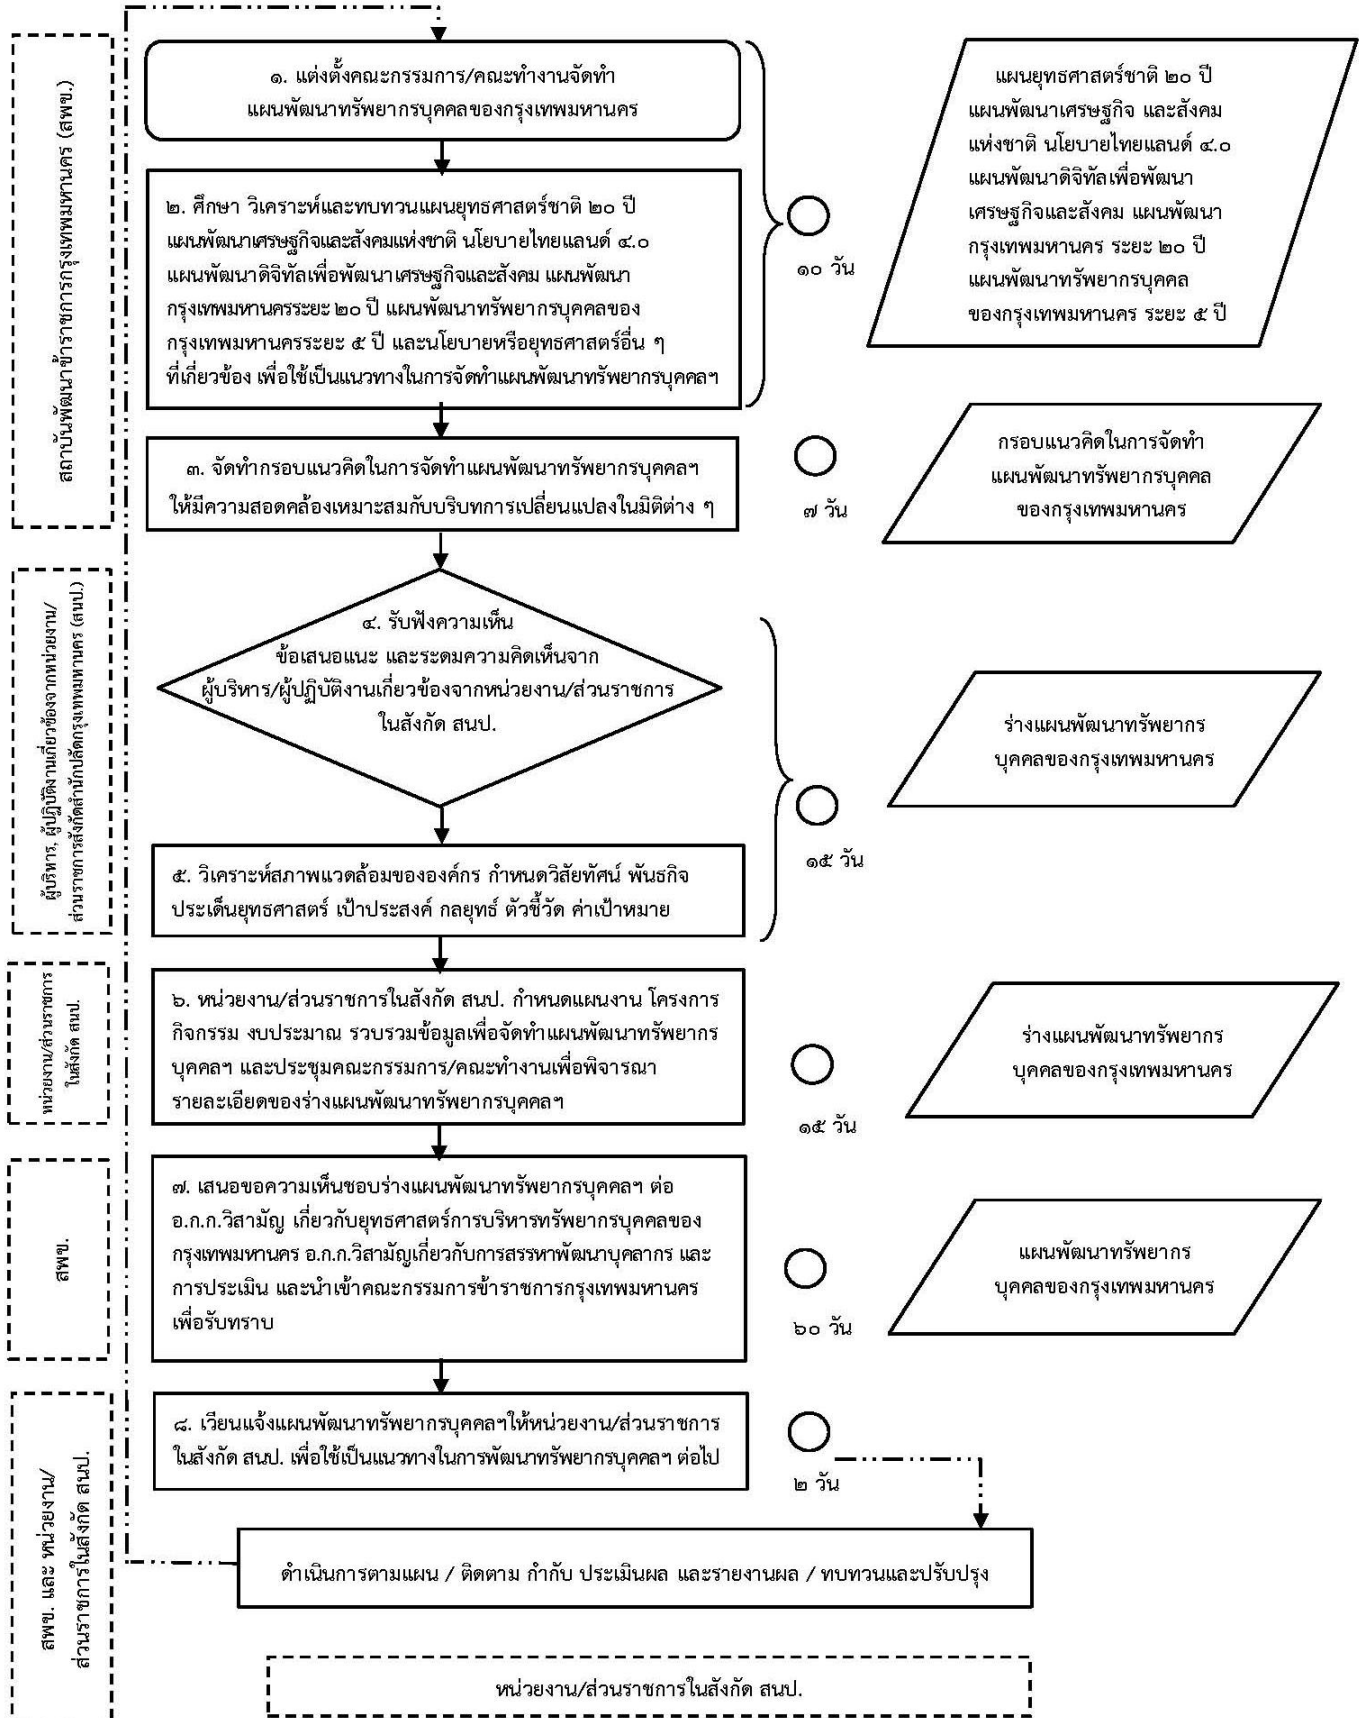 สถาบันพัฒนาข้าราชการกรุงเทพมหานคร (สพข.)
๑. แต่งตั้งคณะกรรมการ/คณะทำงานจัดทำ
แผนพัฒนาทรัพยากรบุคคลของกรุงเทพมหานคร
๒. ศึกษา วิเคราะห์และทบทวนแผนยุทธศาสตร์ชาติ ๒๐ ปี
แผนพัฒนาเศรษฐกิจและสังคมแห่งชาติ นโยบายไทยแลนด์ ๔.๐
แผนพัฒนาดิจิทัลเพื่อพัฒนาเศรษฐกิจและสังคม แผนพัฒนา
กรุงเทพมหานครระยะ ๒๐ ปี แผนพัฒนาทรัพยากรบุคคลของ
กรุงเทพมหานครระยะ ๕ ปี และนโยบายหรือยุทธศาสตร์อื่น ๆ
ที่เกี่ยวข้อง เพื่อใช้เป็นแนวทางในการจัดทำแผนพัฒนาทรัพยากรบุคคลฯ
๑๐ วัน
แผนยุทธศาสตร์ชาติ ๒๐ ปี
แผนพัฒนาเศรษฐกิจ และสังคม
แห่งชาติ นโยบายไทยแลนด์ ๔.๐
แผนพัฒนาดิจิทัลเพื่อพัฒนา
เศรษฐกิจและสังคม แผนพัฒนา
กรุงเทพมหานคร ระยะ ๒๐ ปี
แผนพัฒนาทรัพยากรบุคคล
ของกรุงเทพมหานคร ระยะ ๕ ปี
๓. จัดทำกรอบแนวคิดในการจัดทำแผนพัฒนาทรัพยากรบุคคลฯ
ให้มีความสอดคล้องเหมาะสมกับบริบทการเปลี่ยนแปลงในมิติต่าง ๆ
๗ วัน
กรอบแนวคิดในการจัดทำ
แผนพัฒนาทรัพยากรบุคคล
ของกรุงเทพมหานคร
ผู้บริหาร, ผู้ปฏิบัติงานเกี่ยวข้องจากหน่วยงาน/
ส่วนราชการสังกัดสำนักปลัดกรุงเทพมหานคร (สนป.)
๔. รับฟังความเห็น
ข้อเสนอแนะ และระดมความคิดเห็นจาก
ผู้บริหาร/ผู้ปฏิบัติงานเกี่ยวข้องจากหน่วยงาน/ส่วนราชการ
ในสังกัด สนป.
๕. วิเคราะห์สภาพแวดล้อมขององค์กร กำหนดวิสัยทัศน์ พันธกิจ
ประเด็นยุทธศาสตร์ เป้าประสงค์ กลยุทธ์ ตัวชี้วัด ค่าเป้าหมาย
๑๕ วัน
ร่างแผนพัฒนาทรัพยากร
บุคคลของกรุงเทพมหานคร
หน่วยงาน/ส่วนราชการ
ในสังกัด สนป.
๖. หน่วยงาน/ส่วนราชการในสังกัด สนป. กำหนดแผนงาน โครงการ
กิจกรรม งบประมาณ รวบรวมข้อมูลเพื่อจัดทำแผนพัฒนาทรัพยากร
บุคคลฯ และประชุมคณะกรรมการ/คณะทำงานเพื่อพิจารณา
รายละเอียดของร่างแผนพัฒนาทรัพยากรบุคคลฯ
๑๕ วัน
ร่างแผนพัฒนาทรัพยากร
บุคคลของกรุงเทพมหานคร
สพข.
๗. เสนอขอความเห็นชอบร่างแผนพัฒนาทรัพยากรบุคคลฯ ต่อ
อ.ก.ก.วิสามัญ เกี่ยวกับยุทธศาสตร์การบริหารทรัพยากรบุคคลของ
กรุงเทพมหานคร อ.ก.ก.วิสามัญเกี่ยวกับการสรรหาพัฒนาบุคลากร และ
การประเมิน และนำเข้าคณะกรรมการข้าราชการกรุงเทพมหานคร
เพื่อรับทราบ
๖๐ วัน
แผนพัฒนาทรัพยากร
บุคคลของกรุงเทพมหานคร
สพข. และ หน่วยงาน/
ส่วนราชการในสังกัด สนป.
๘. เวียนแจ้งแผนพัฒนาทรัพยากรบุคคลฯให้หน่วยงาน/ส่วนราชการ
ในสังกัด สนป. เพื่อใช้เป็นแนวทางในการพัฒนาทรัพยากรบุคคลฯ ต่อไป
๒ วัน
ดำเนินการตามแผน / ติดตาม กำกับ ประเมินผล และรายงานผล / ทบทวนและปรับปรุง
หน่วยงาน/ส่วนราชการในสังกัด สนป.